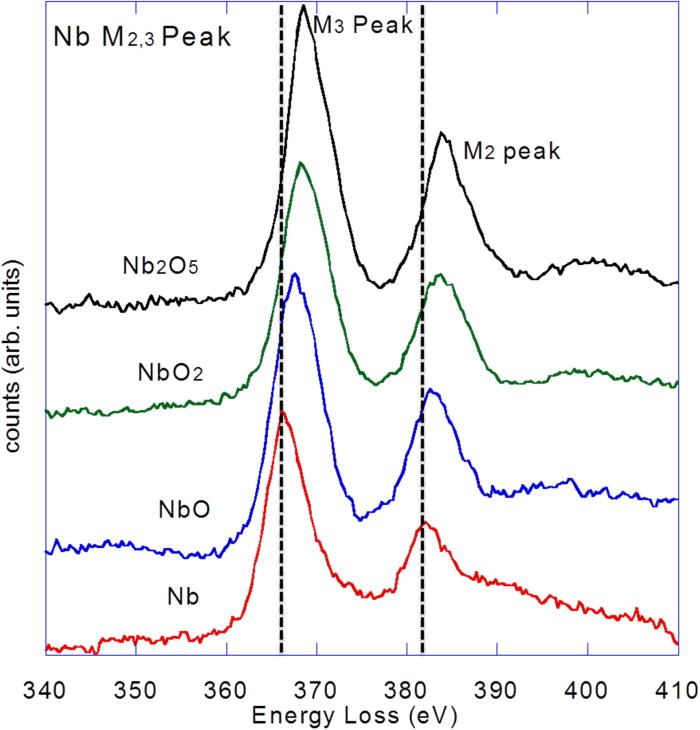 Nb M2,3 Peak
M3 Peak
M2 peak
Nb2O5
NbO2
NbO
Nb
counts (arb. units)
340 350 360 370 380 390 400 410
Energy Loss (eV)